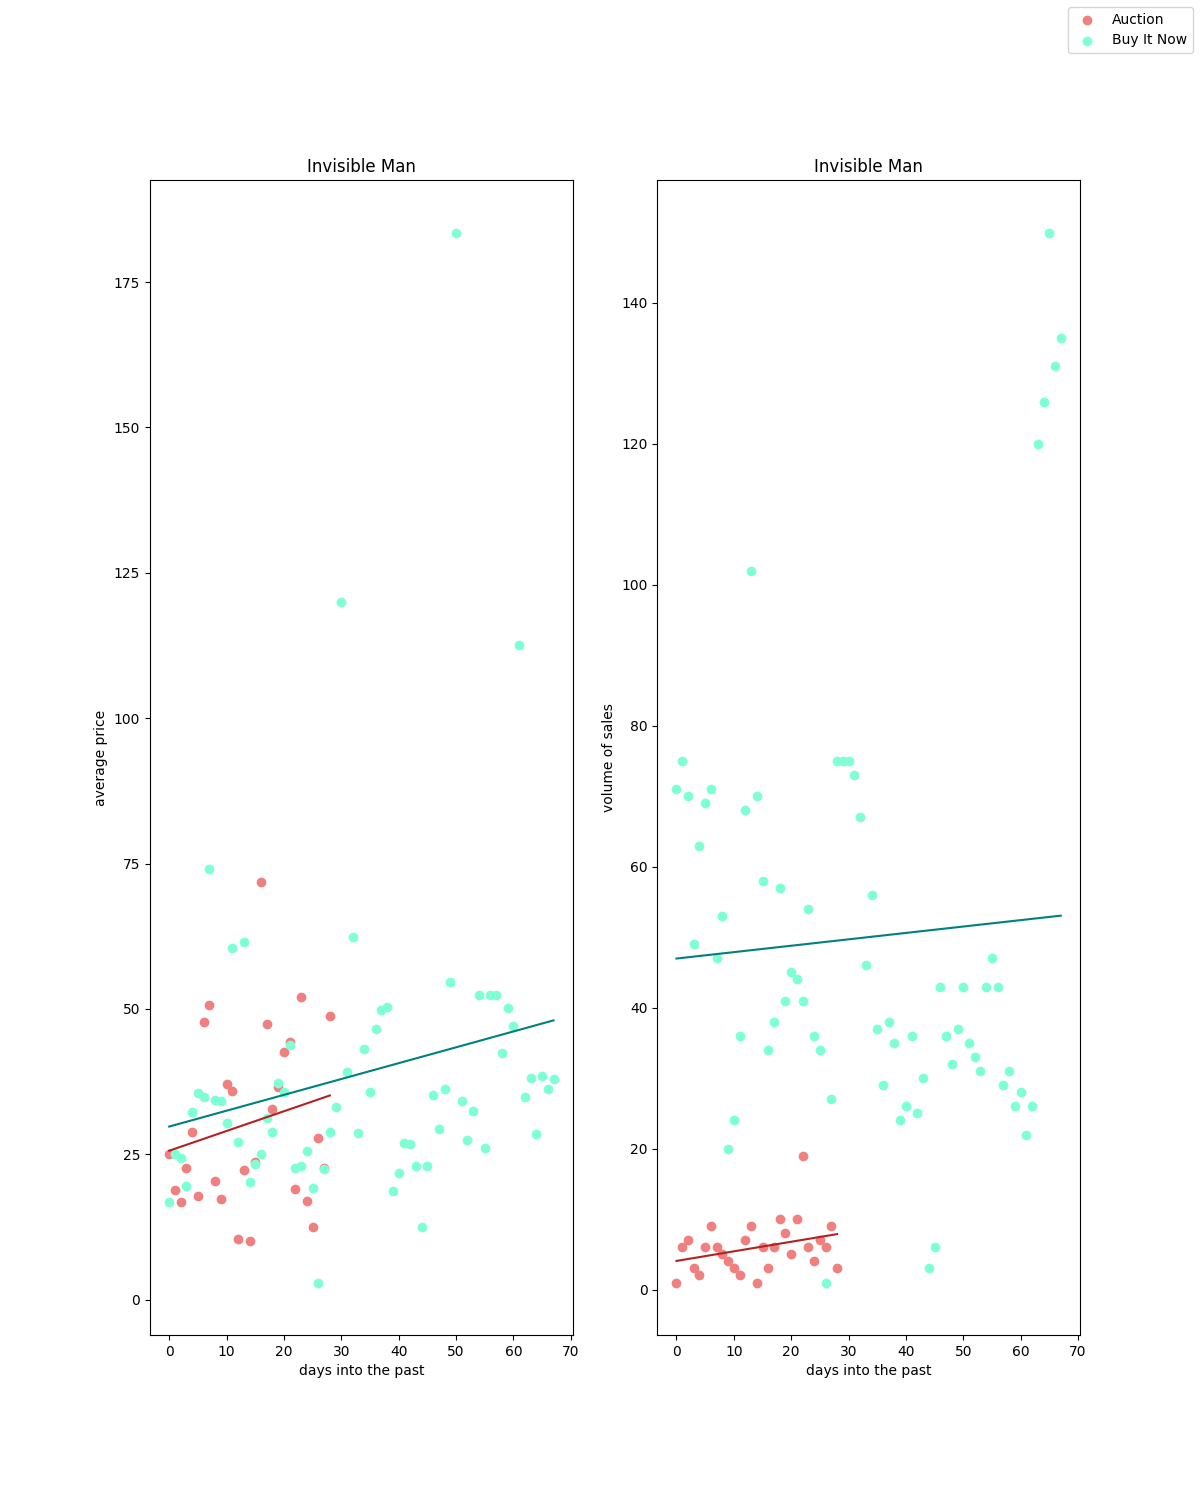 Auction
Buy It Now
Invisible Man
175
150
125
100
75
50
25
0
average price
0 10 20 30 40 50 60 70
days into the past
Invisible Man
140
120
100
80
60
40
20
0
volume of sales
0 10 20 30 40 50 60 70
days into the past